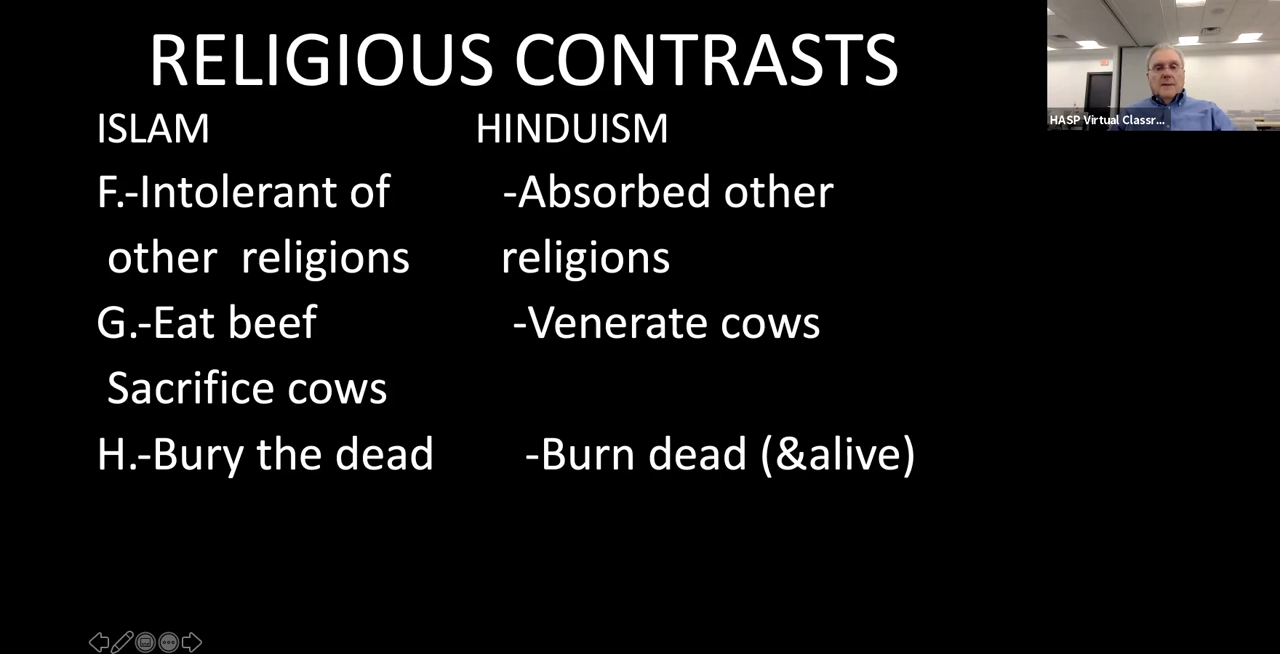 RELIGIOUS CONTRASTS
ISLAM HINDUISM
F.-Intolerant of -Absorbed other
other religions religions
G.-Eat beef -Venerate cows
Sacrifice cows
H.-Bury the dead -Burn dead (&alive)
HASP Virtual Classr...